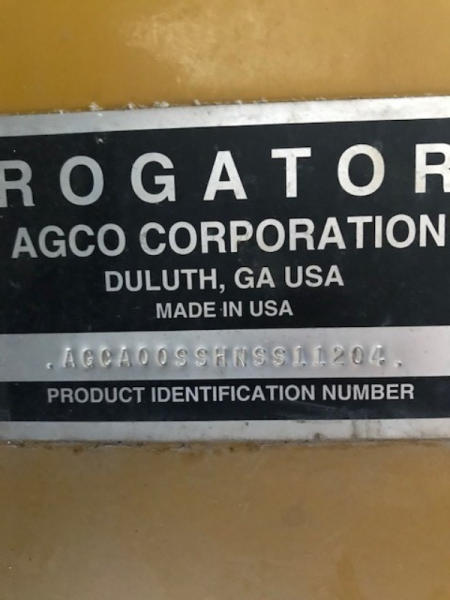 ROGATOR
AGCO CORPORATION
DULUTH, GA USA
MADE IN USA
.AGCA00SSHNSS11204.
PRODUCT IDENTIFICATION NUMBER